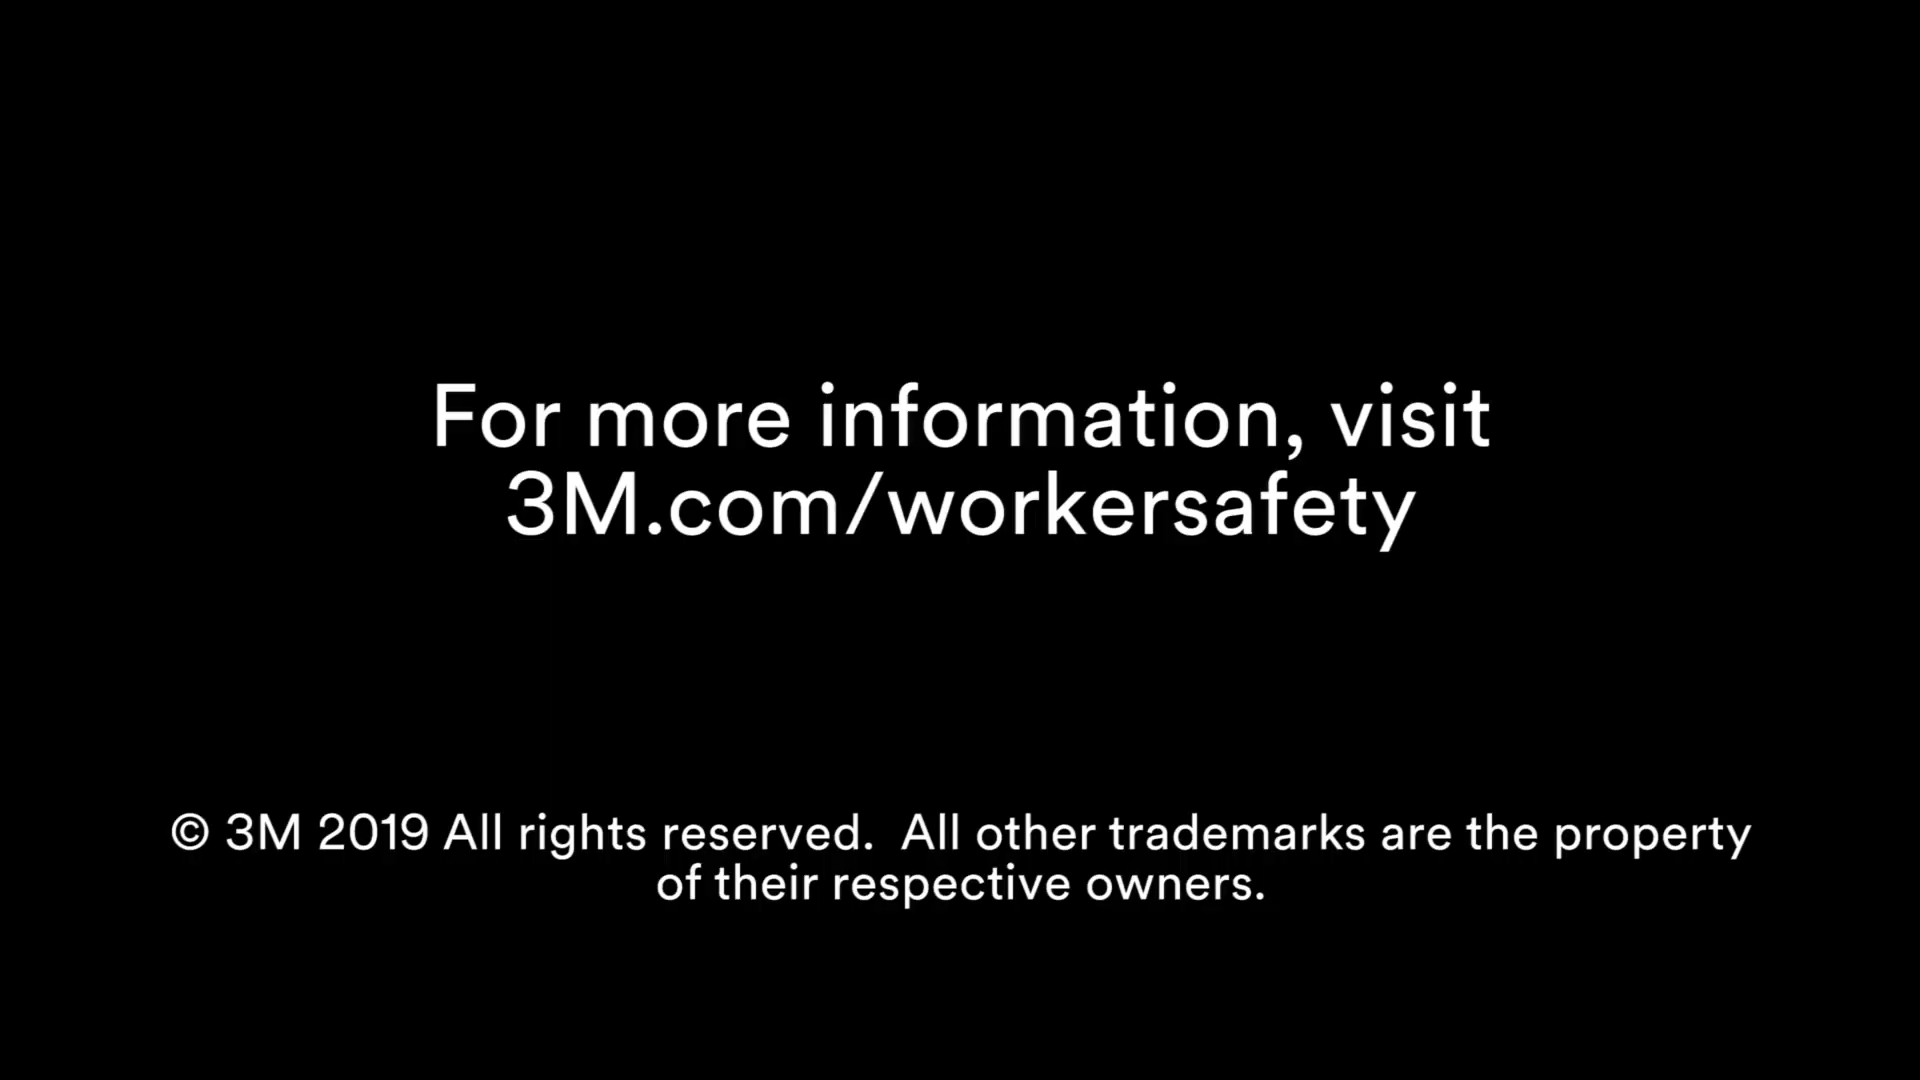 For more information, visit
3M.com/workersafety
© 3M 2019 All rights reserved.  All other trademarks are the property
of their respective owners.